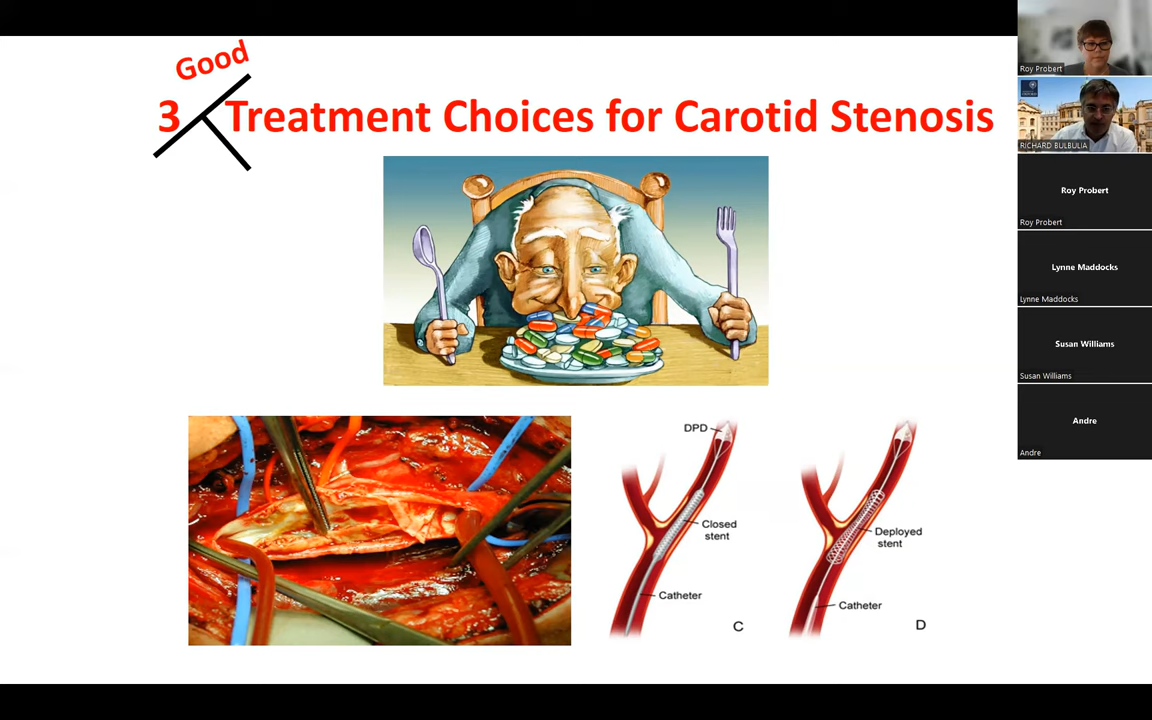 Good
3 Treatment Choices for Carotid Stenosis
DPD
Closed
stent
Catheter
C
Deployed
stent
Catheter
D
Roy Probert
RICHARD BULBULIA
Roy Probert
Roy Probert
Lynne Maddocks
Lynne Maddocks
Susan Williams
Susan Williams
Andre
Andre